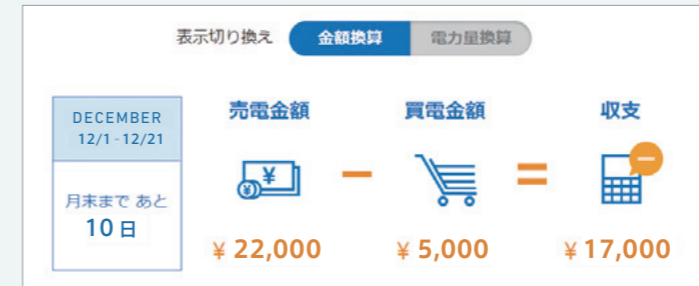 表示切り換え 金額換算 電力量換算
DECEMBER
12/1-12/21
月末まで あと
10日
売電金額 買電金額 収支
¥ − = −
¥
¥ 22,000 ¥ 5,000 ¥ 17,000